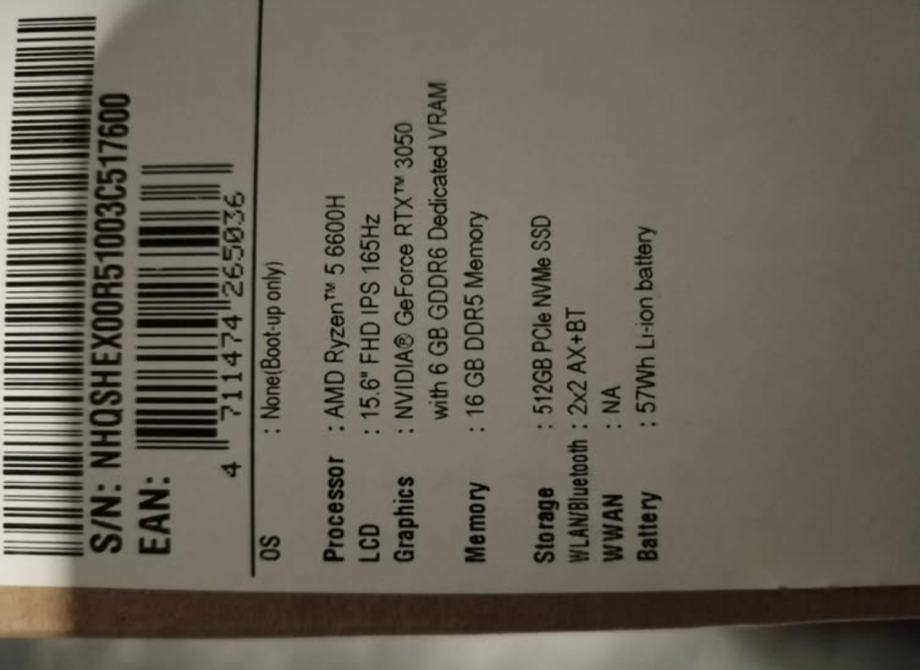 S/N: NHQSHEX00R51003C517600
EAN:
4 711474 265036
OS : None(Boot-up only)
Processor : AMD Ryzen™ 5 6600H
LCD : 15.6" FHD IPS 165Hz
Graphics : NVIDIA® GeForce RTX™ 3050
with 6 GB GDDR6 Dedicated VRAM
Memory : 16 GB DDR5 Memory
Storage : 512GB PCIe NVMe SSD
WLAN/Bluetooth : 2x2 AX+BT
WWAN : NA
Battery : 57Wh Li-ion battery